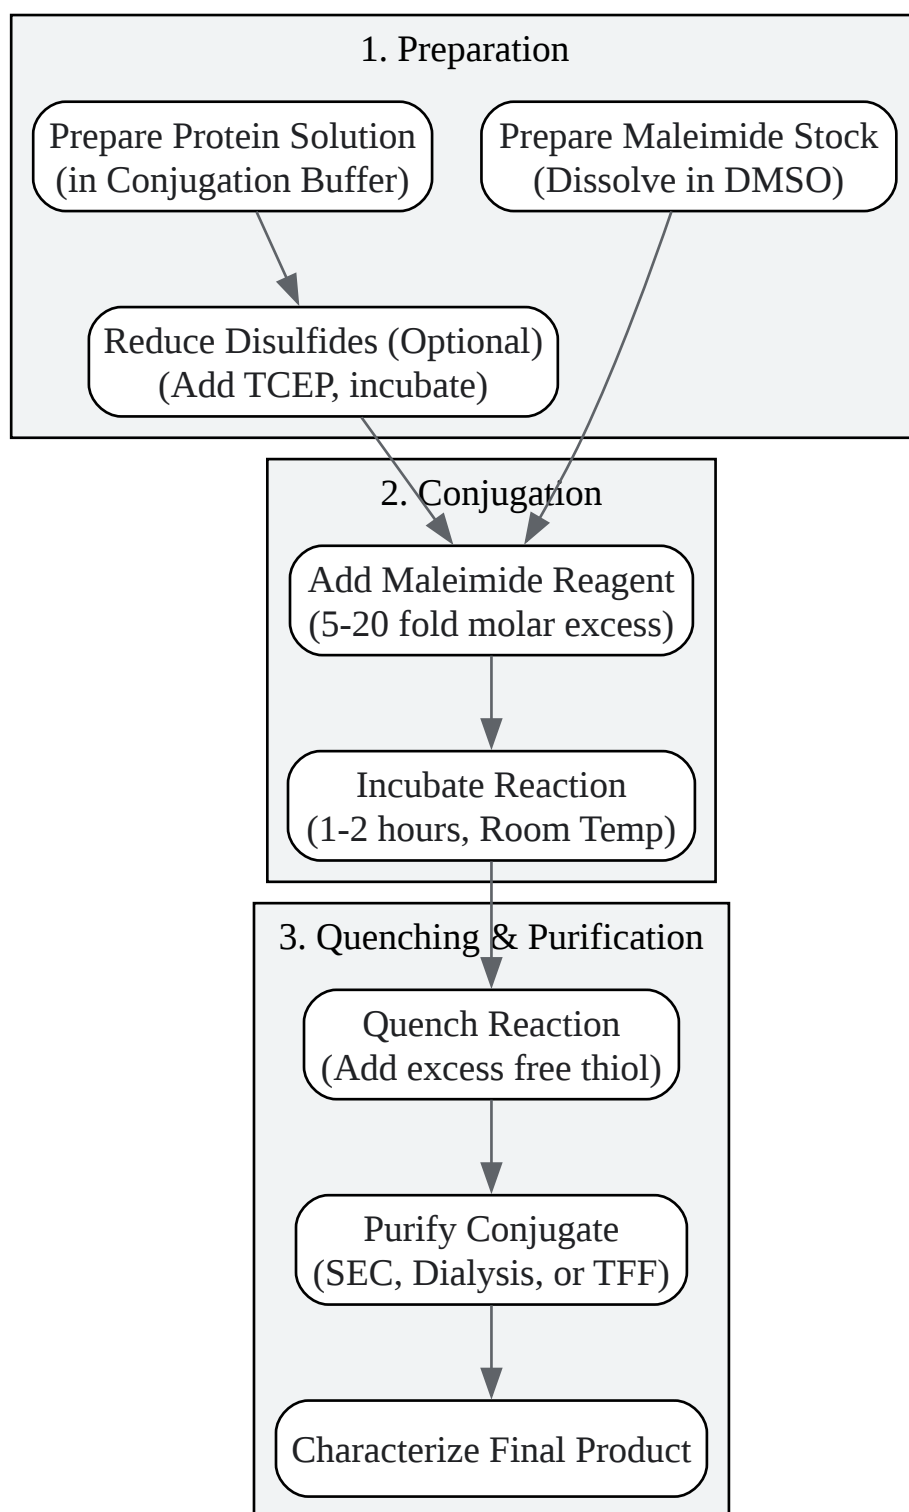 1. Preparation
Prepare Protein Solution
(in Conjugation Buffer)
Prepare Maleimide Stock
(Dissolve in DMSO)
Reduce Disulfides (Optional)
(Add TCEP, incubate)
2. Conjugation
Add Maleimide Reagent
(5-20 fold molar excess)
Incubate Reaction
(1-2 hours, Room Temp)
3. Quenching & Purification
Quench Reaction
(Add excess free thiol)
Purify Conjugate
(SEC, Dialysis, or TFF)
Characterize Final Product